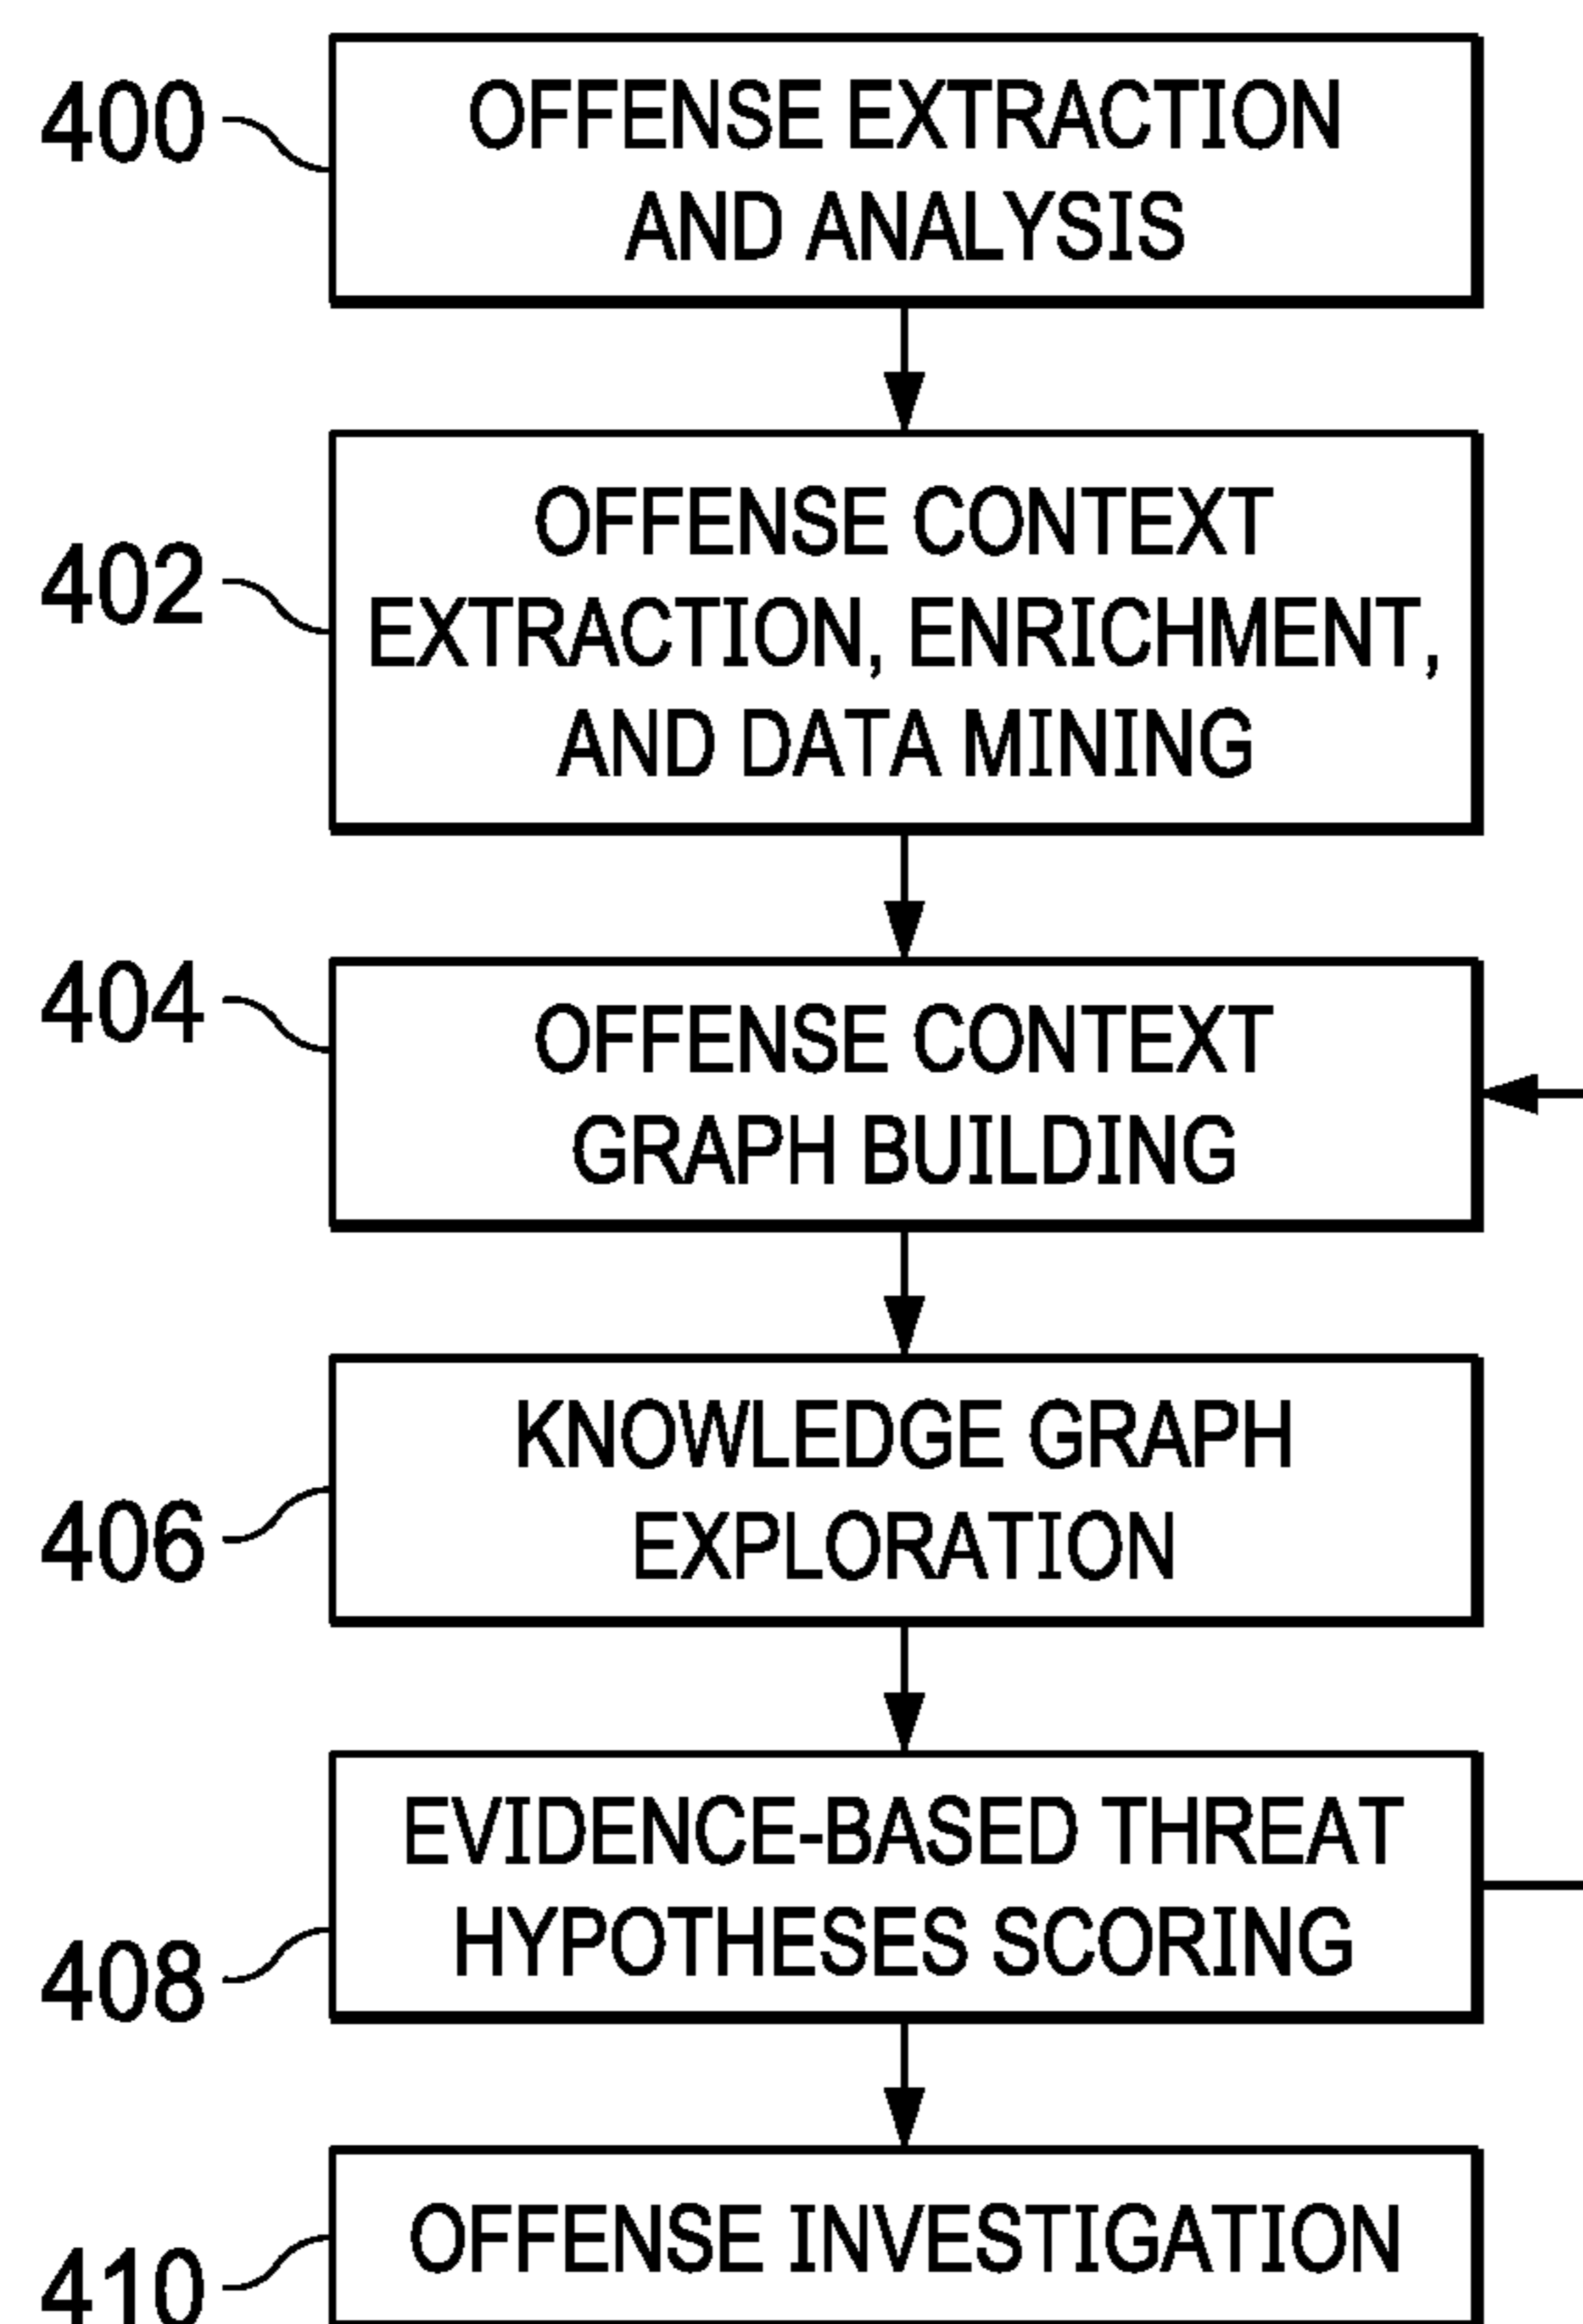 400
OFFENSE EXTRACTION
AND ANALYSIS
402
OFFENSE CONTEXT
EXTRACTION, ENRICHMENT,
AND DATA MINING
404
OFFENSE CONTEXT
GRAPH BUILDING
406
KNOWLEDGE GRAPH
EXPLORATION
408
EVIDENCE-BASED THREAT
HYPOTHESES SCORING
410
OFFENSE INVESTIGATION